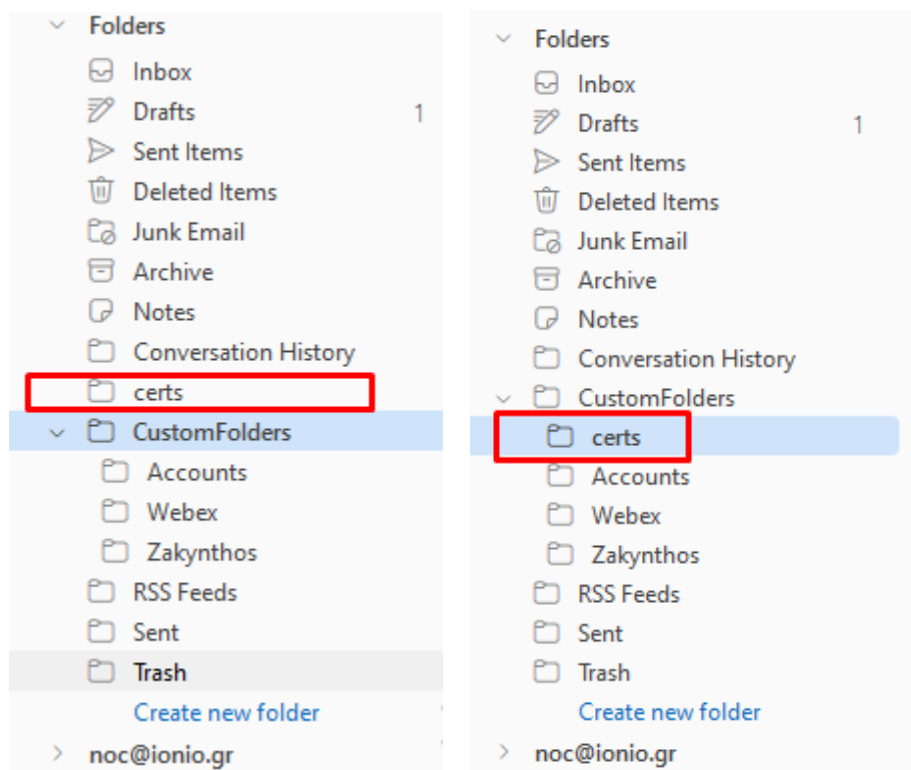 Folders
Inbox
Drafts 1
Sent Items
Deleted Items
Junk Email
Archive
Notes
Conversation History
certs
CustomFolders
Accounts
Webex
Zakynthos
RSS Feeds
Sent
Trash
Create new folder
noc@ionio.gr
Folders
Inbox
Drafts 1
Sent Items
Deleted Items
Junk Email
Archive
Notes
Conversation History
CustomFolders
certs
Accounts
Webex
Zakynthos
RSS Feeds
Sent
Trash
Create new folder
noc@ionio.gr